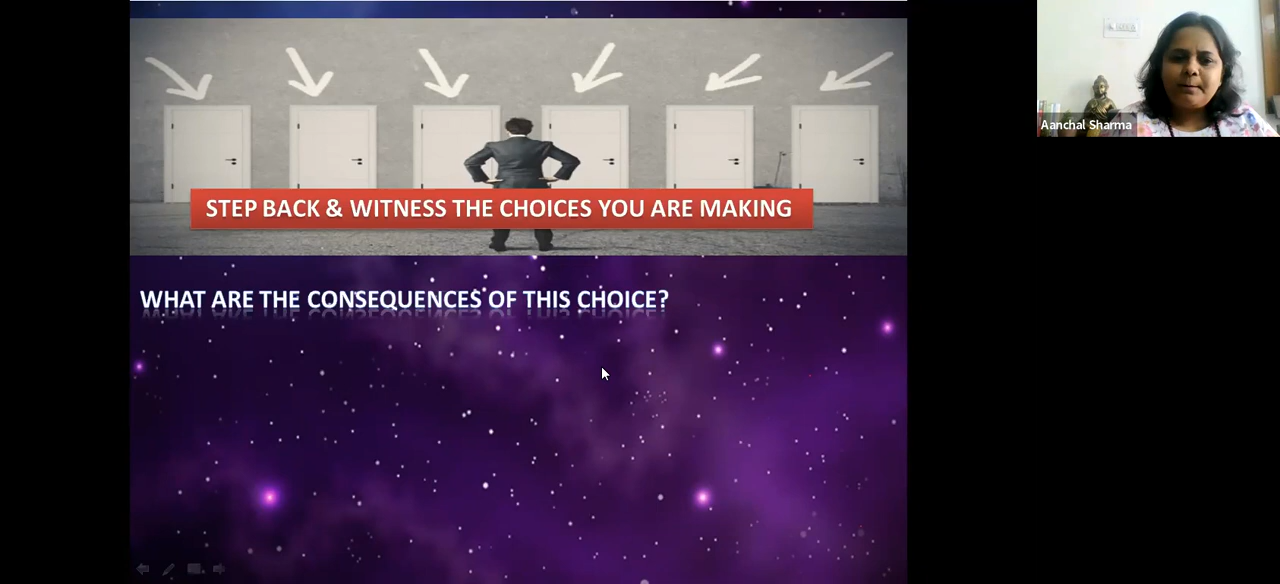 STEP BACK & WITNESS THE CHOICES YOU ARE MAKING
WHAT ARE THE CONSEQUENCES OF THIS CHOICE?
Aanchal Sharma